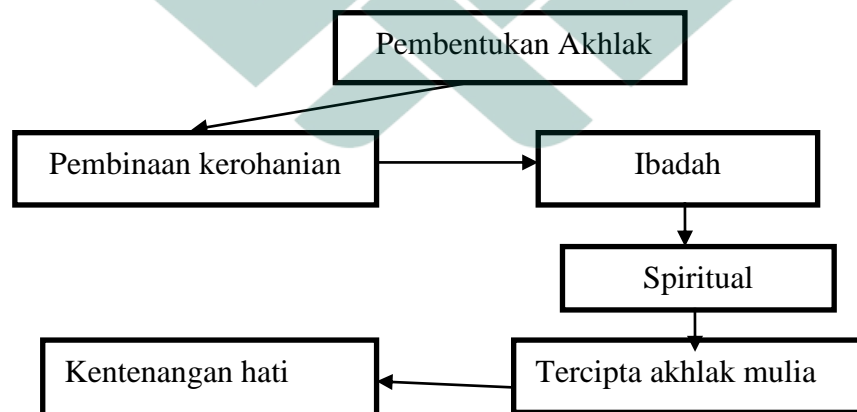 Pembentukan Akhlak
Pembinaan kerohanian
Ibadah
Spiritual
Kentenangan hati
Tercipta akhlak mulia